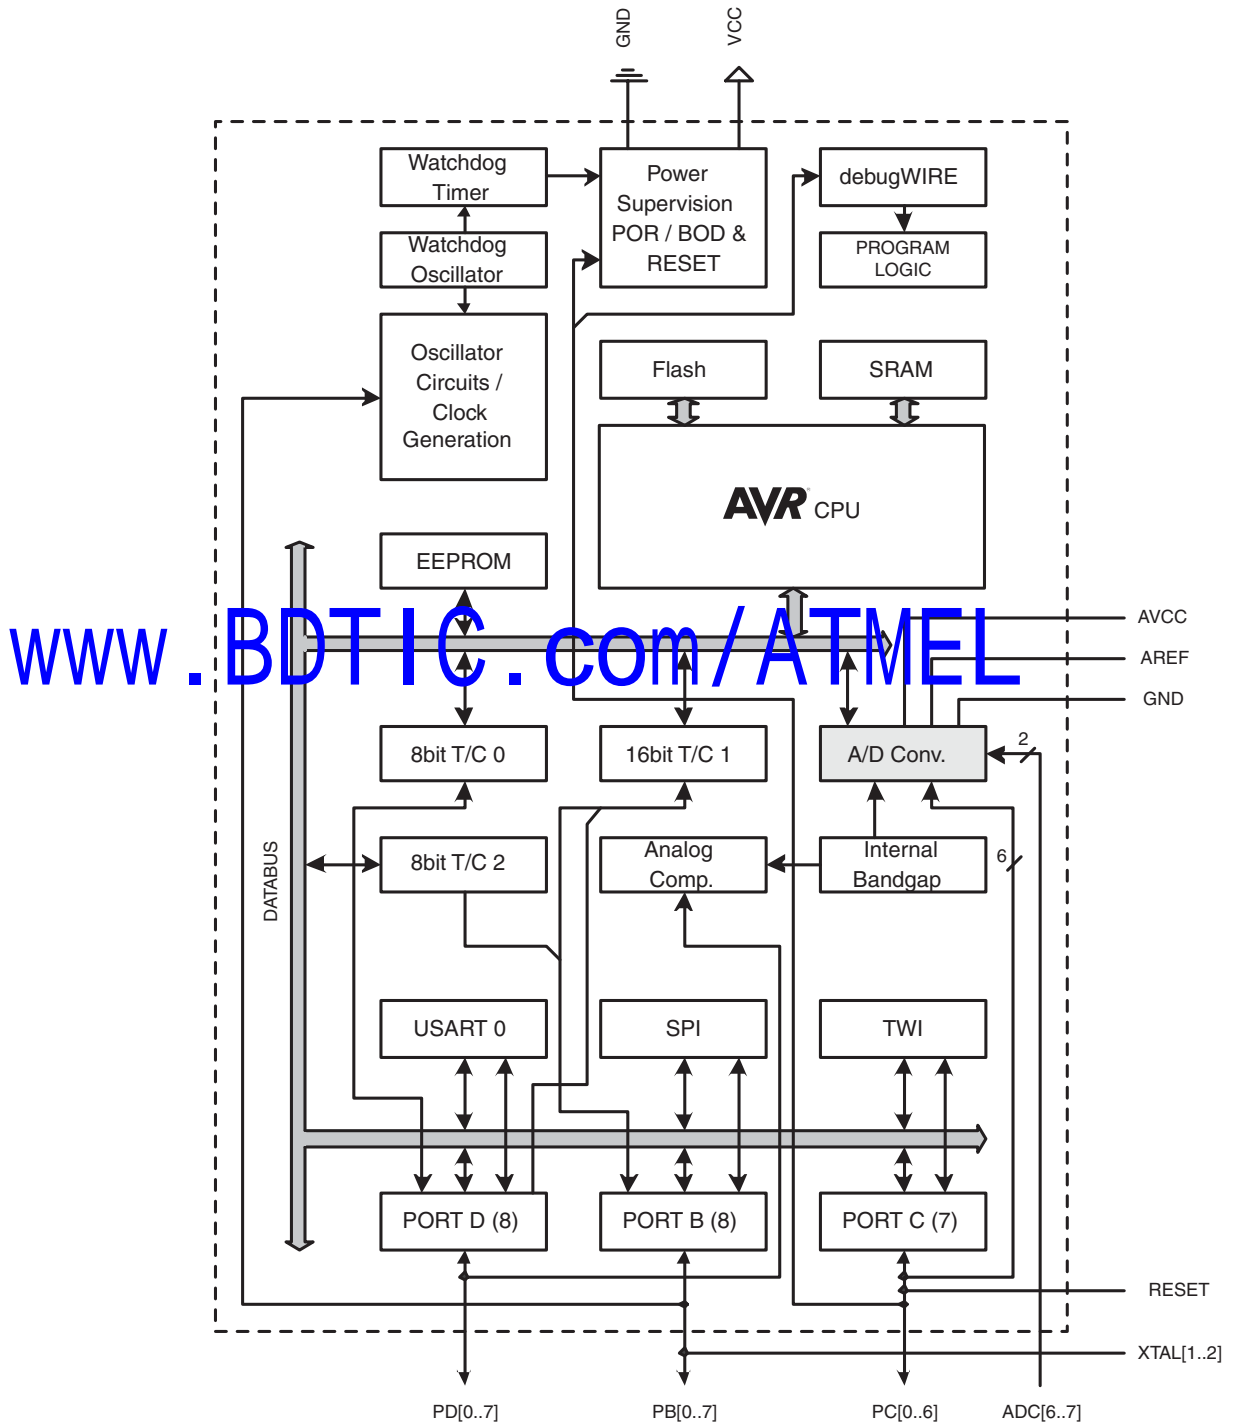 GND
VCC
Watchdog
Timer
Power
Supervision
POR / BOD &
RESET
debugWIRE
Watchdog
Oscillator
PROGRAM
LOGIC
Oscillator
Circuits /
Clock
Generation
Flash
SRAM
AVR CPU
EEPROM
AVCC
www.BDTIC.com/ATMEL
AREF
GND
8bit T/C 0
16bit T/C 1
A/D Conv.
2
DATABUS
8bit T/C 2
Analog
Comp.
Internal
Bandgap
6
USART 0
SPI
TWI
PORT D (8)
PORT B (8)
PORT C (7)
RESET
XTAL[1..2]
PD[0..7]
PB[0..7]
PC[0..6]
ADC[6..7]